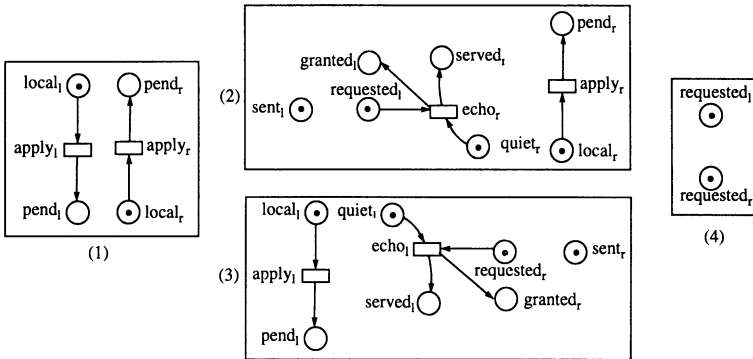 local_l
pend_r
apply_l
apply_r
pend_l
local_r
(1)
(2)
pend_r
granted_l
served_r
requested_l
apply_r
sent_l
echo_r
quiet_r
local_r
(3)
local_l
quiet_l
echo_l
sent_r
requested_r
apply_l
served_l
granted_r
pend_l
requested_l
requested_r
(4)